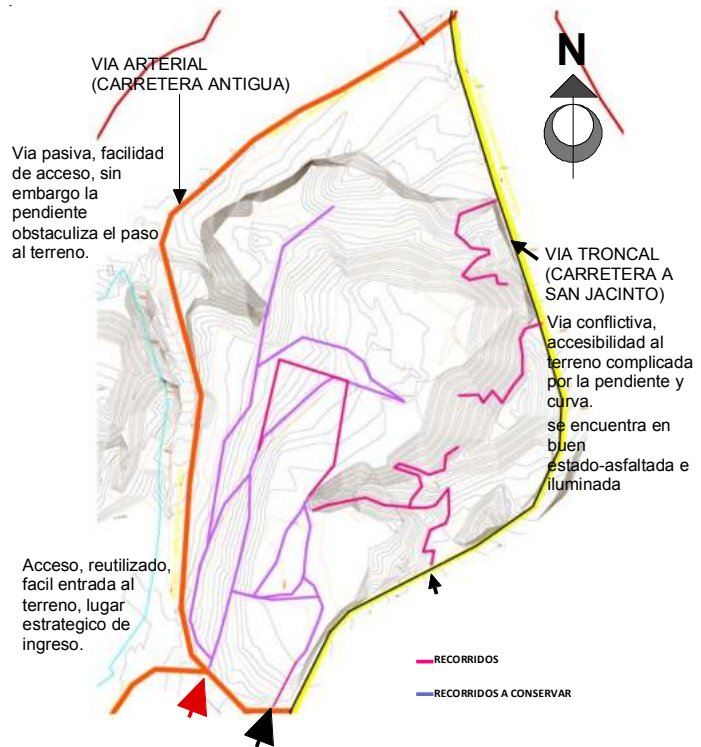 VIA ARTERIAL
(CARRETERA ANTIGUA)
N
Via pasiva, facilidad
de acceso, sin
embargo la
pendiente
obstaculiza el paso
al terreno.
VIA TRONCAL
(CARRETERA A
SAN JACINTO)
Via conflictiva,
accesibilidad al
terreno complicada
por la pendiente y
curva.
se encuentra en
buen
estado-asfaltada e
iluminada
Acceso, reutilizado,
facil entrada al
terreno, lugar
estrategico de
ingreso.
RECORRIDOS
RECORRIDOS A CONSERVAR